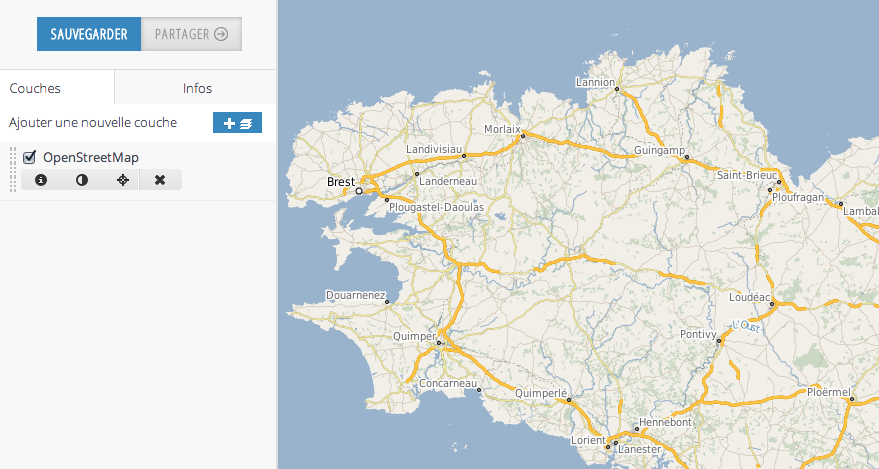 SAUVEGARDER
PARTAGER
Couches
Infos
Ajouter une nouvelle couche
OpenStreetMap
Lannion
Morlaix
Landivisiau
Guingamp
Landerneau
Saint-Brieuc
Brest
Ploufragan
Plougastel-Daoulas
Lambal
Douarnenez
Loudéac
L'Oust
Quimper
Pontivy
Concarneau
Quimperlé
Ploërmel
Hennebont
Lorient
Lanester